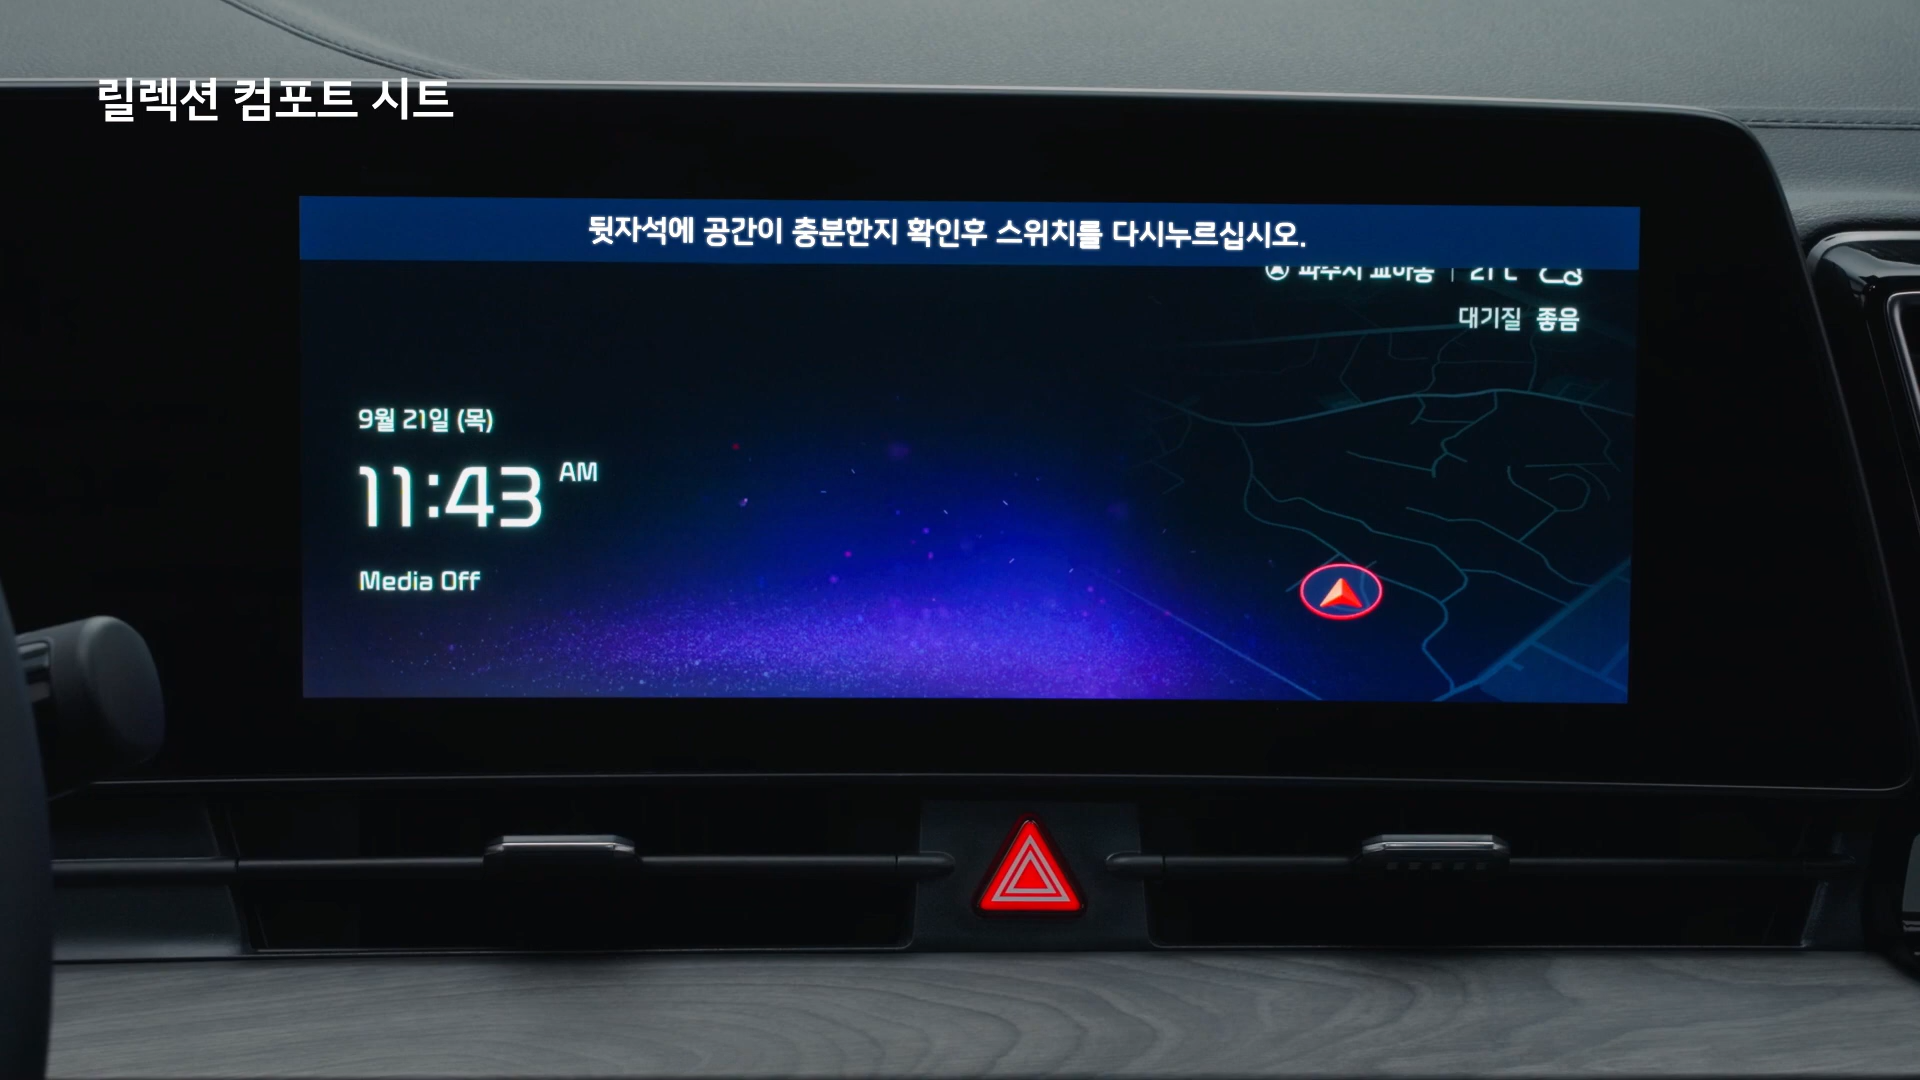 릴렉션 컴포트 시트
뒷자석에 공간이 충분한지 확인후 스위치를 다시누르십시오.
21℃
대기질 좋음
9월 21일 (목)
11:43 AM
Media Off